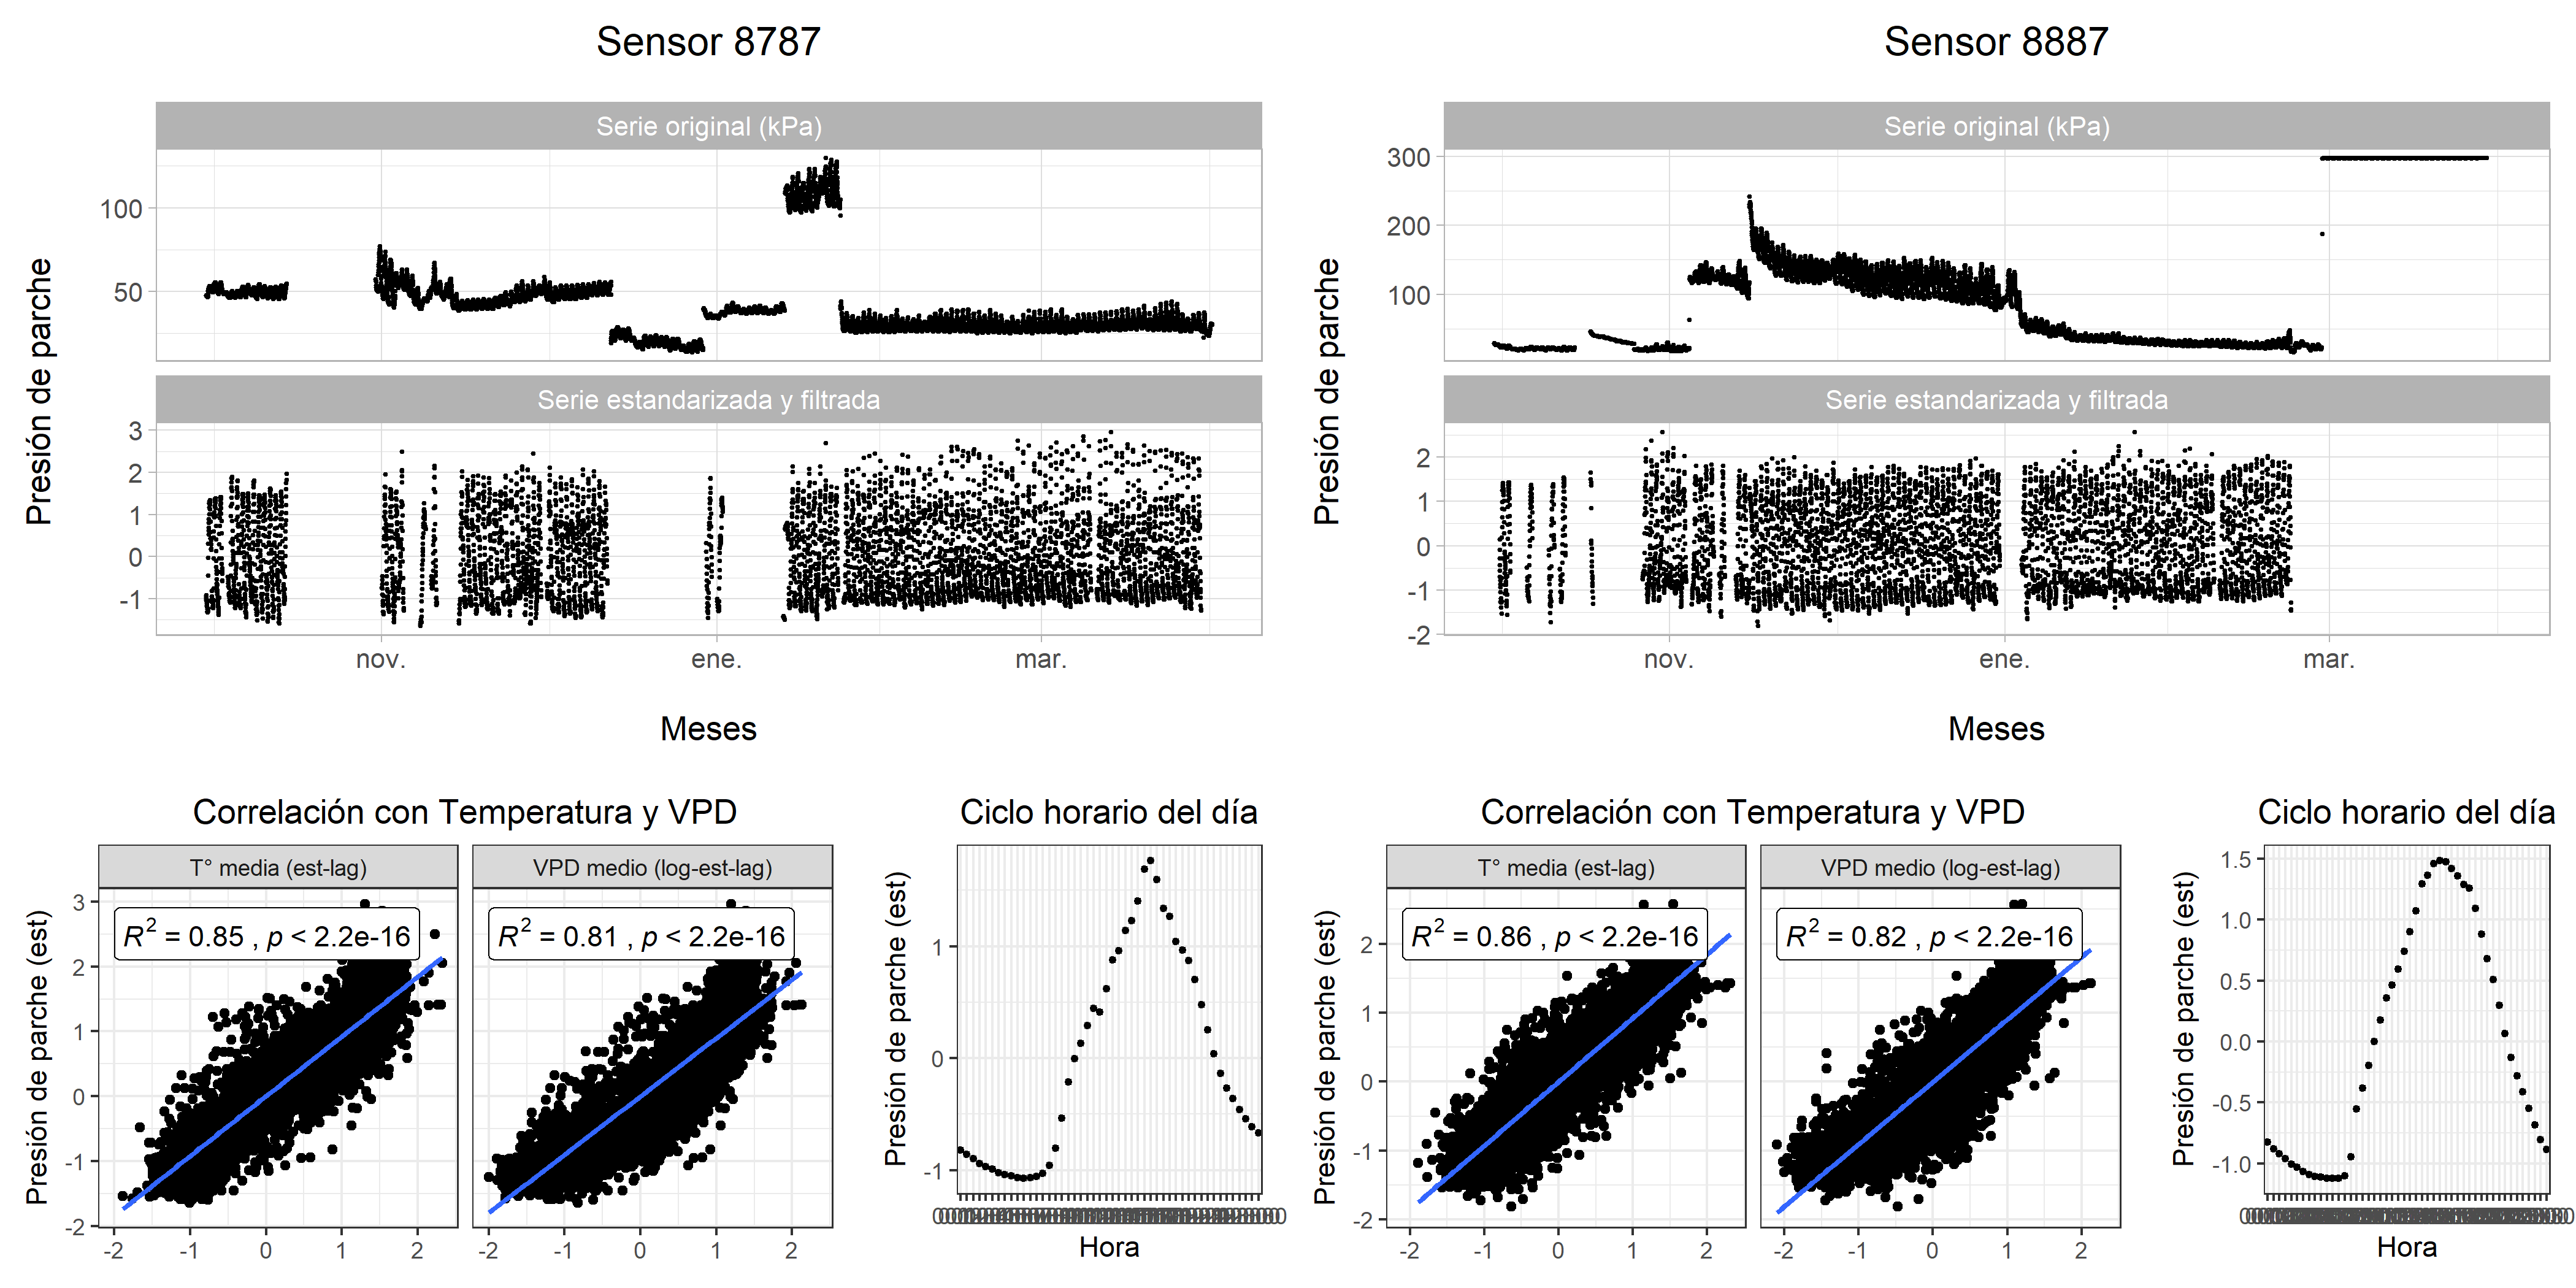 Sensor 8787
Serie original (kPa)
100
50
Serie estandarizada y filtrada
3
2
1
0
-1
nov.
ene.
mar.
Presión de parche
Meses
Correlación con Temperatura y VPD
T° media (est-lag)
VPD medio (log-est-lag)
R² = 0.85 , p < 2.2e-16
R² = 0.81 , p < 2.2e-16
Presión de parche (est)
3
2
1
0
-1
-2
-2 -1 0 1 2
-2 -1 0 1 2
Ciclo horario del día
Presión de parche (est)
1
0
-1
Hora
Sensor 8887
Serie original (kPa)
300
200
100
Serie estandarizada y filtrada
2
1
0
-1
-2
nov.
ene.
mar.
Presión de parche
Meses
Correlación con Temperatura y VPD
T° media (est-lag)
VPD medio (log-est-lag)
R² = 0.86 , p < 2.2e-16
R² = 0.82 , p < 2.2e-16
Presión de parche (est)
2
1
0
-1
-2
-2 -1 0 1 2
-2 -1 0 1 2
Ciclo horario del día
Presión de parche (est)
1.5
1.0
0.5
0.0
-0.5
-1.0
Hora